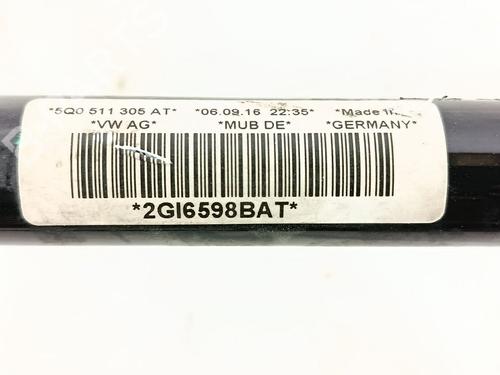 *5Q0 511 305 AT* *06.09.16 22:35* *Made In
*VW AG* *MUB DE* *GERMANY*
*2GI6598BAT*